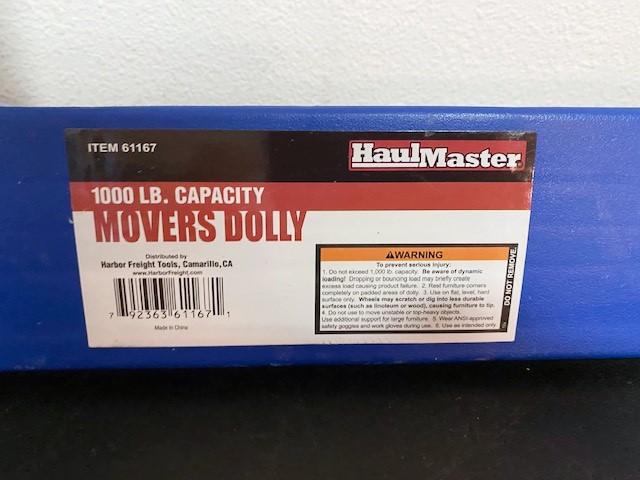 ITEM 61167
HaulMaster
1000 LB. CAPACITY
MOVERS DOLLY
Distributed by
Harbor Freight Tools, Camarillo, CA
www.HarborFreight.com
7 92363 61167 1
Made in China
WARNING
To prevent serious injury:
1. Do not exceed 1,000 lb. capacity. Be aware of dynamic
loading! Dropping or bouncing load may briefly create
excess load causing product failure. 2. Rest furniture corners
completely on padded areas of dolly. 3. Use on flat, level, hard
surface only. Wheels may scratch or dig into less durable
surfaces (such as linoleum or wood), causing furniture to tip.
4. Do not use to move unstable or top-heavy objects.
Use additional support for large furniture. 5. Wear ANSI-approved
safety goggles and work gloves during use. 6. Use as intended only.
DO NOT REMOVE.